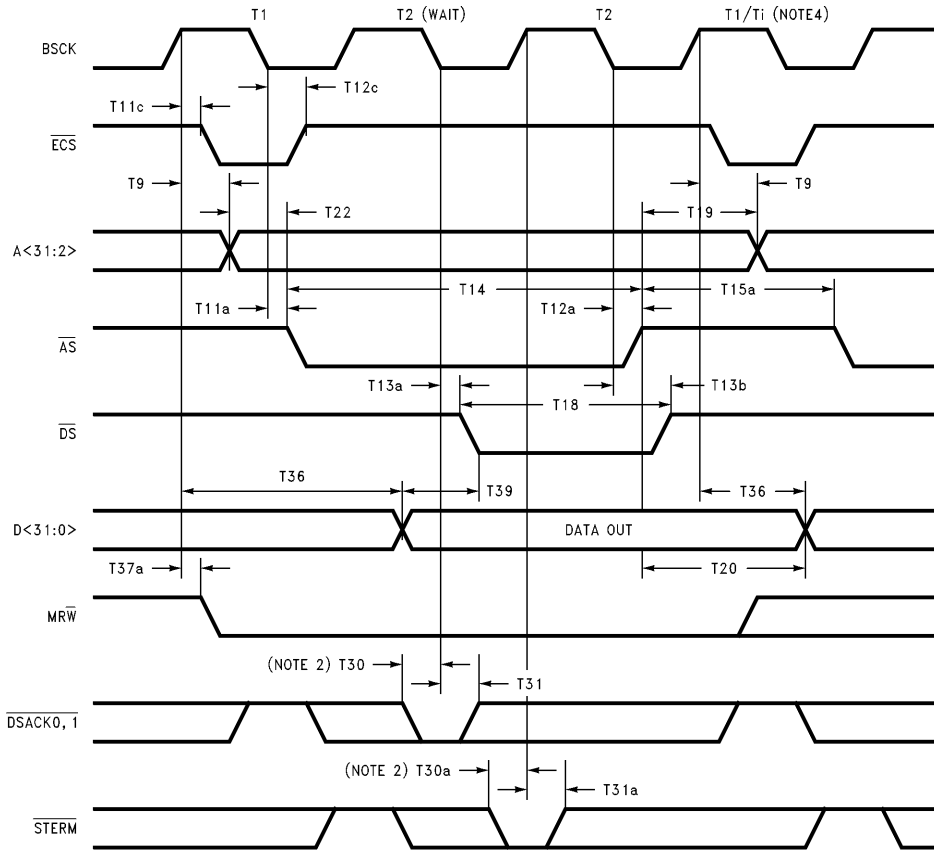 T1 T2 (WAIT) T2 T1/Ti (NOTE4)
BSCK
T12c
T11c
ECS
T9 T9
T22 T19
A<31:2>
T14 T15a
T11a T12a
AS
T13a T13b
T18
DS
T36 T39 T36
D<31:0> DATA OUT
T37a T20
MRW
(NOTE 2) T30
T31
DSACK0, 1
(NOTE 2) T30a
T31a
STERM